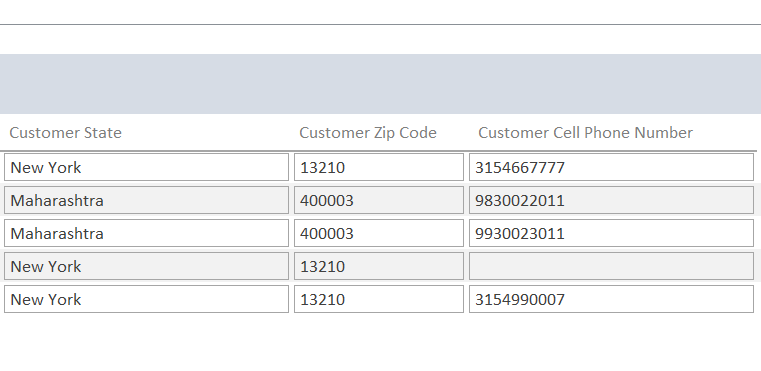 Customer State Customer Zip Code Customer Cell Phone Number
New York 13210 3154667777
Maharashtra 400003 9830022011
Maharashtra 400003 9930023011
New York 13210
New York 13210 3154990007